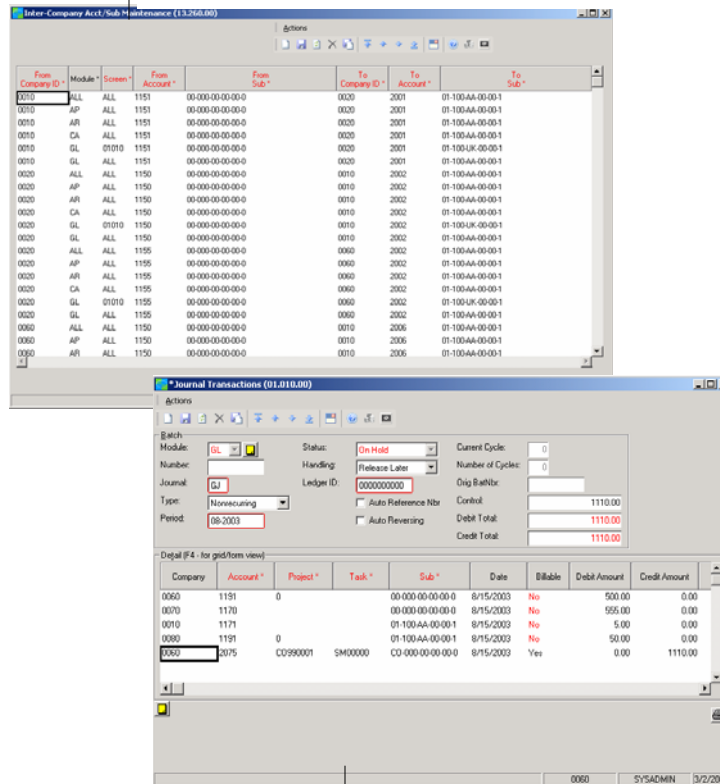 Inter-Company Acct/Sub Maintenance (13.260.00)
Actions
From Company ID * Module * Screen * From Account * From Sub * To Company ID * To Account * To Sub *
0010 ALL ALL 1151 00-000-00-00-00-0 0020 2001 01-100-AA-00-00-1
0010 AP ALL 1151 00-000-00-00-00-0 0020 2001 01-100-AA-00-00-1
0010 AR ALL 1151 00-000-00-00-00-0 0020 2001 01-100-AA-00-00-1
0010 CA ALL 1151 00-000-00-00-00-0 0020 2001 01-100-AA-00-00-1
0010 GL 01010 1151 00-000-00-00-00-0 0020 2001 01-100-UK-00-00-1
0010 GL ALL 1151 00-000-00-00-00-0 0020 2001 01-100-AA-00-00-1
0020 ALL ALL 1150 00-000-00-00-00-0 0010 2002 01-100-AA-00-00-1
0020 AP ALL 1150 00-000-00-00-00-0 0010 2002 01-100-AA-00-00-1
0020 AR ALL 1150 00-000-00-00-00-0 0010 2002 01-100-AA-00-00-1
0020 CA ALL 1150 00-000-00-00-00-0 0010 2002 01-100-AA-00-00-1
0020 GL 01010 1150 00-000-00-00-00-0 0010 2002 01-100-UK-00-00-1
0020 GL ALL 1150 00-000-00-00-00-0 0010 2002 01-100-AA-00-00-1
0020 ALL ALL 1155 00-000-00-00-00-0 0060 2002 01-100-AA-00-00-1
0020 AP ALL 1155 00-000-00-00-00-0 0060 2002 01-100-AA-00-00-1
0020 AR ALL 1155 00-000-00-00-00-0 0060 2002 01-100-AA-00-00-1
0020 CA ALL 1155 00-000-00-00-00-0 0060 2002 01-100-AA-00-00-1
0020 GL 01010 1155 00-000-00-00-00-0 0060 2002 01-100-UK-00-00-1
0020 GL ALL 1155 00-000-00-00-00-0 0060 2002 01-100-AA-00-00-1
0060 ALL ALL 1150 00-000-00-00-00-0 0010 2006 01-100-AA-00-00-1
0060 AP ALL 1150 00-000-00-00-00-0 0010 2006 01-100-AA-00-00-1
0060 AR ALL 1150 00-000-00-00-00-0 0010 2006 01-100-AA-00-00-1
*Journal Transactions (01.010.00)
Actions
Batch
Module: GL Status: On Hold Current Cycle: 0
Number: Handling: Release Later Number of Cycles: 0
Journal: GJ Ledger ID: 0000000000 Orig BatNbr:
Type: Nonrecurring Auto Reference Nbr Control: 1110.00
Period: 08-2003 Auto Reversing Debit Total: 1110.00
Credit Total: 1110.00
Detail (F4 - for grid/form view)
Company Account * Project * Task * Sub * Date Billable Debit Amount Credit Amount
0060 1191 0 00-000-00-00-00-0 8/15/2003 No 500.00 0.00
0070 1170 00-000-00-00-00-0 8/15/2003 No 555.00 0.00
0010 1171 01-100-AA-00-00-1 8/15/2003 No 5.00 0.00
0080 1191 0 01-100-AA-00-00-1 8/15/2003 No 50.00 0.00
0060 2075 CO990001 SM00000 CO-000-00-00-00-0 8/15/2003 Yes 0.00 1110.00
0060 SYSADMIN 3/2/20